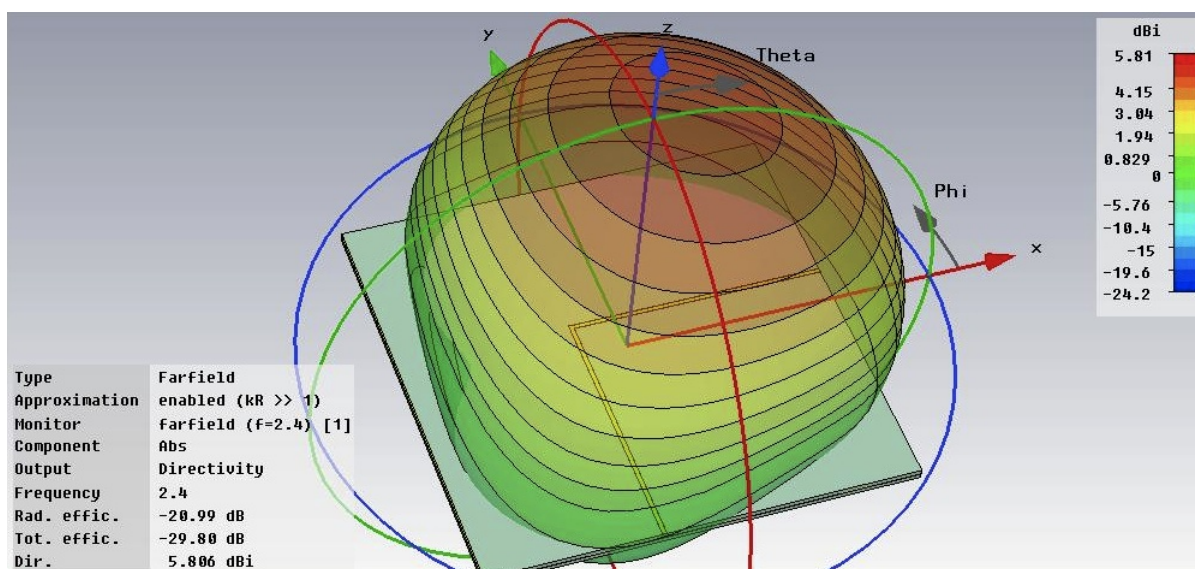 y
z
Theta
Phi
x
dBi
5.81
4.15
3.04
1.94
0.829
0
-5.76
-10.4
-15
-19.6
-24.2
Type Farfield
Approximation enabled (kR >> 1)
Monitor farfield (f=2.4) [1]
Component Abs
Output Directivity
Frequency 2.4
Rad. effic. -20.99 dB
Tot. effic. -29.80 dB
Dir. 5.806 dBi